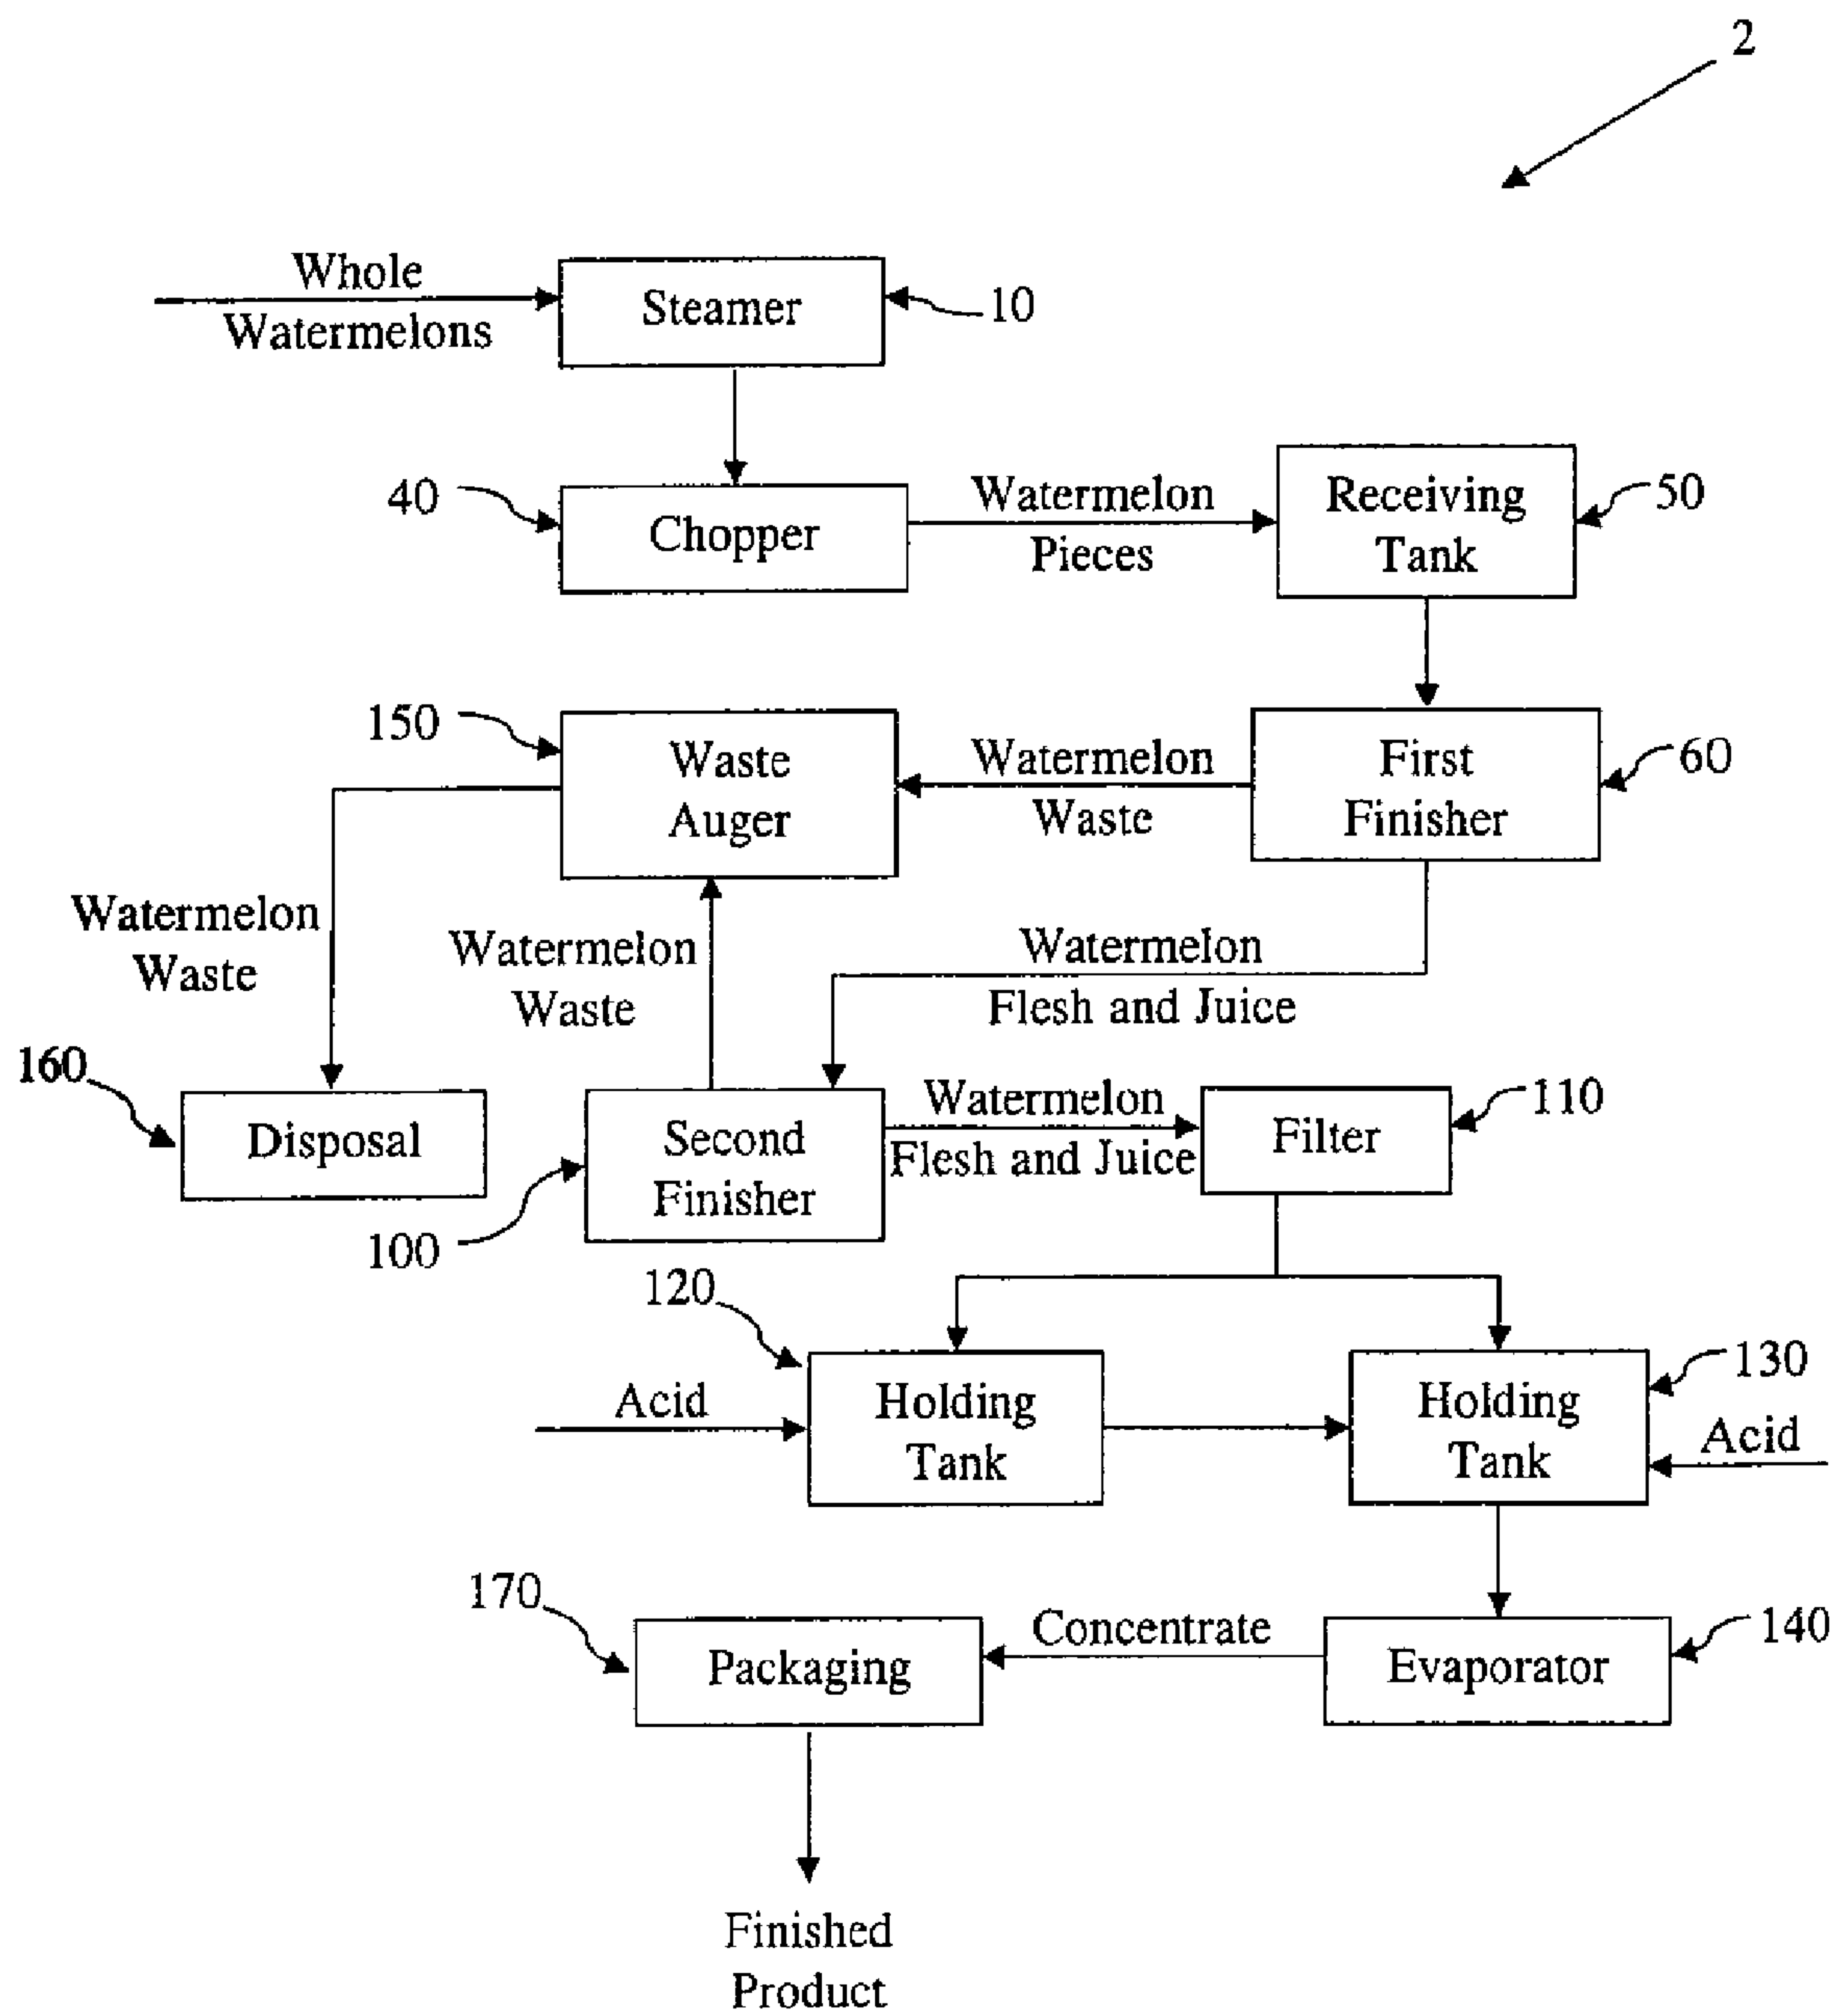 2
Whole
Watermelons
Steamer
10
40
Chopper
Watermelon
Pieces
Receiving
Tank
50
150
Waste
Auger
Watermelon
Waste
First
Finisher
60
Watermelon
Waste
Watermelon
Waste
Watermelon
Flesh and Juice
160
Disposal
100
Second
Finisher
Watermelon
Flesh and Juice
Filter
110
120
Acid
Holding
Tank
Holding
Tank
130
Acid
170
Packaging
Concentrate
Evaporator
140
Finished
Product